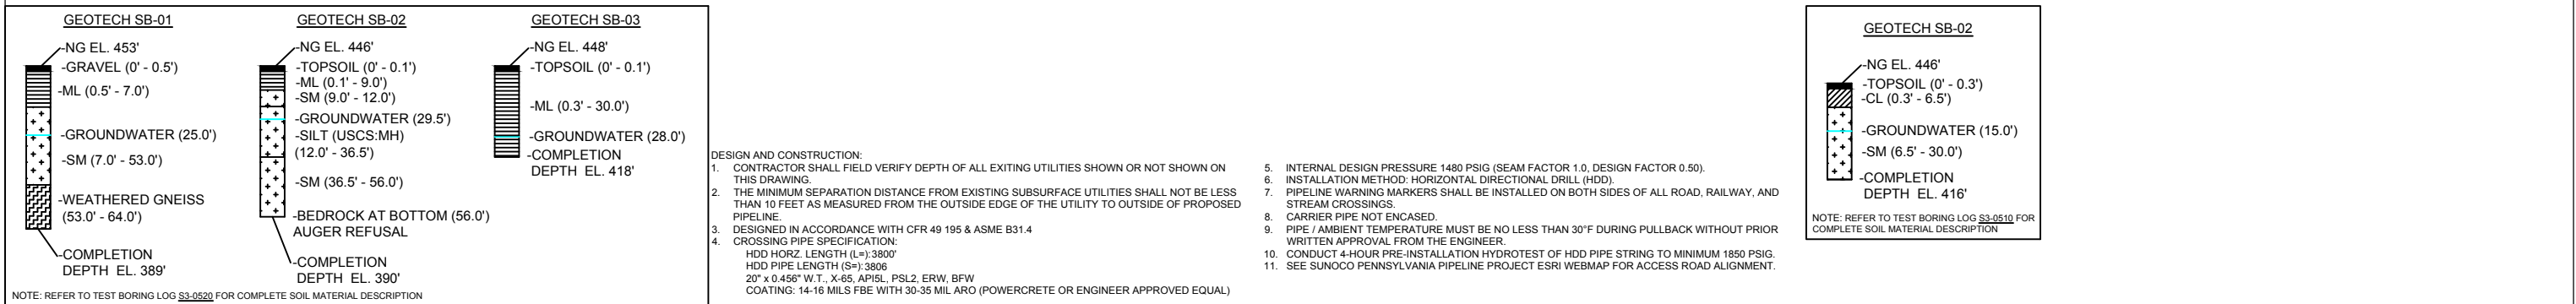 GEOTECH SB-01
-NG EL. 453'
-GRAVEL (0' - 0.5')
-ML (0.5' - 7.0')
-GROUNDWATER (25.0')
-SM (7.0' - 53.0')
-WEATHERED GNEISS
(53.0' - 64.0')
-COMPLETION
DEPTH EL. 389'
GEOTECH SB-02
-NG EL. 446'
-TOPSOIL (0' - 0.1')
-ML (0.1' - 9.0')
-SM (9.0' - 12.0')
-GROUNDWATER (29.5')
-SILT (USCS:MH)
(12.0' - 36.5')
-SM (36.5' - 56.0')
-BEDROCK AT BOTTOM (56.0')
AUGER REFUSAL
-COMPLETION
DEPTH EL. 390'
GEOTECH SB-03
-NG EL. 448'
-TOPSOIL (0' - 0.1')
-ML (0.3' - 30.0')
-GROUNDWATER (28.0')
-COMPLETION
DEPTH EL. 418'
NOTE: REFER TO TEST BORING LOG S3-0520 FOR COMPLETE SOIL MATERIAL DESCRIPTION
DESIGN AND CONSTRUCTION:
1. CONTRACTOR SHALL FIELD VERIFY DEPTH OF ALL EXITING UTILITIES SHOWN OR NOT SHOWN ON
THIS DRAWING.
2. THE MINIMUM SEPARATION DISTANCE FROM EXISTING SUBSURFACE UTILITIES SHALL NOT BE LESS
THAN 10 FEET AS MEASURED FROM THE OUTSIDE EDGE OF THE UTILITY TO OUTSIDE OF PROPOSED
PIPELINE.
3. DESIGNED IN ACCORDANCE WITH CFR 49 195 & ASME B31.4
4. CROSSING PIPE SPECIFICATION:
HDD HORZ. LENGTH (L=):3800'
HDD PIPE LENGTH (S=):3806
20" x 0.456" W.T., X-65, API5L, PSL2, ERW, BFW
COATING: 14-16 MILS FBE WITH 30-35 MIL ARO (POWERCRETE OR ENGINEER APPROVED EQUAL)
5. INTERNAL DESIGN PRESSURE 1480 PSIG (SEAM FACTOR 1.0, DESIGN FACTOR 0.50).
6. INSTALLATION METHOD: HORIZONTAL DIRECTIONAL DRILL (HDD).
7. PIPELINE WARNING MARKERS SHALL BE INSTALLED ON BOTH SIDES OF ALL ROAD, RAILWAY, AND
STREAM CROSSINGS.
8. CARRIER PIPE NOT ENCASED.
9. PIPE / AMBIENT TEMPERATURE MUST BE NO LESS THAN 30°F DURING PULLBACK WITHOUT PRIOR
WRITTEN APPROVAL FROM THE ENGINEER.
10. CONDUCT 4-HOUR PRE-INSTALLATION HYDROTEST OF HDD PIPE STRING TO MINIMUM 1850 PSIG.
11. SEE SUNOCO PENNSYLVANIA PIPELINE PROJECT ESRI WEBMAP FOR ACCESS ROAD ALIGNMENT.
GEOTECH SB-02
-NG EL. 446'
-TOPSOIL (0' - 0.3')
-CL (0.3' - 6.5')
-GROUNDWATER (15.0')
-SM (6.5' - 30.0')
-COMPLETION
DEPTH EL. 416'
NOTE: REFER TO TEST BORING LOG S3-0510 FOR
COMPLETE SOIL MATERIAL DESCRIPTION